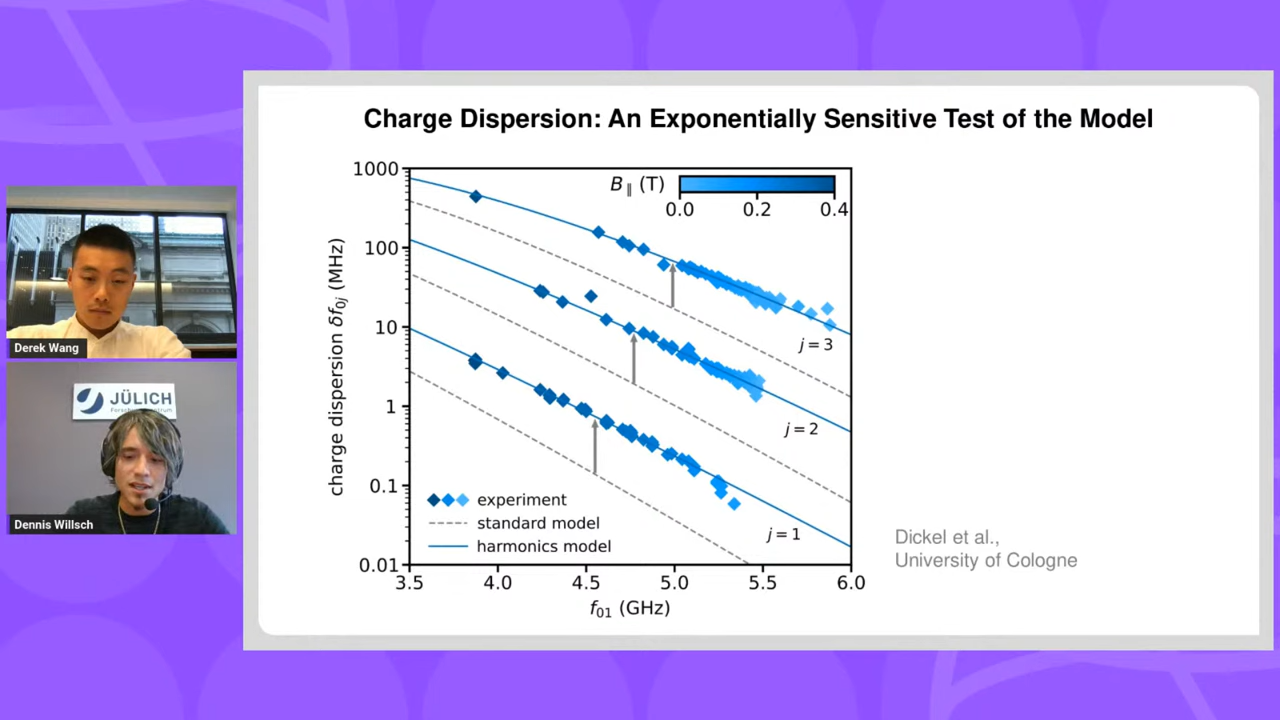 Charge Dispersion: An Exponentially Sensitive Test of the Model
B∥ (T)
0.0 0.2 0.4
1000
100
10
1
0.1
0.01
charge dispersion δf0j (MHz)
j = 3
j = 2
j = 1
experiment
standard model
harmonics model
3.5 4.0 4.5 5.0 5.5 6.0
f01 (GHz)
Dickel et al.,
University of Cologne
Derek Wang
JÜLICH
Dennis Willsch